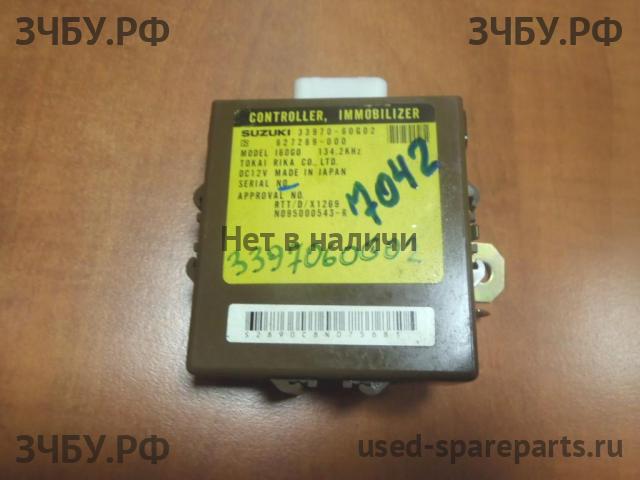 ЗЧБУ.РФ ЗЧБУ.РФ
CONTROLLER, IMMOBILIZER
SUZUKI 33970-60G02
627289-000
MODEL I60G0 134.2KHz
TOKAI RIKA CO., LTD.
DC12V MADE IN JAPAN
SERIAL NO.
7042
APPROVAL NO.
RTT/D/X1269
N095000543-R
Нет в наличи
3397060G02
S2890C8N075681
ЗЧБУ.РФ used-spareparts.ru